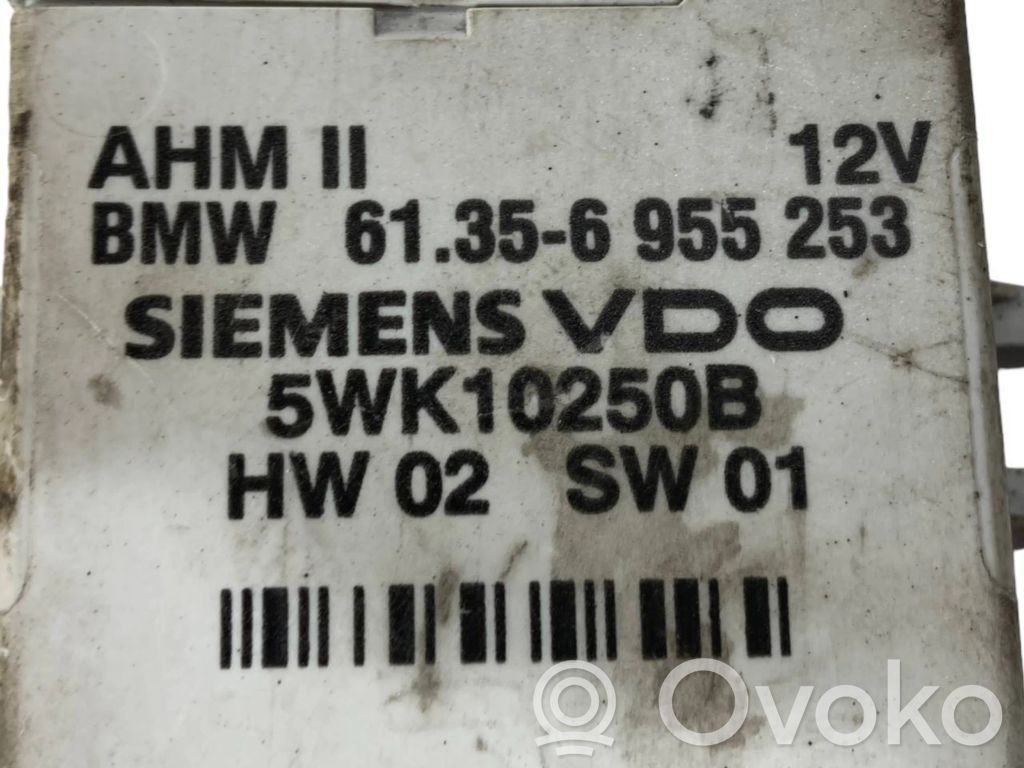 AHM II 12V
BMW 61.35-6 955 253
SIEMENS VDO
5WK10250B
HW 02 SW 01
Ovoko